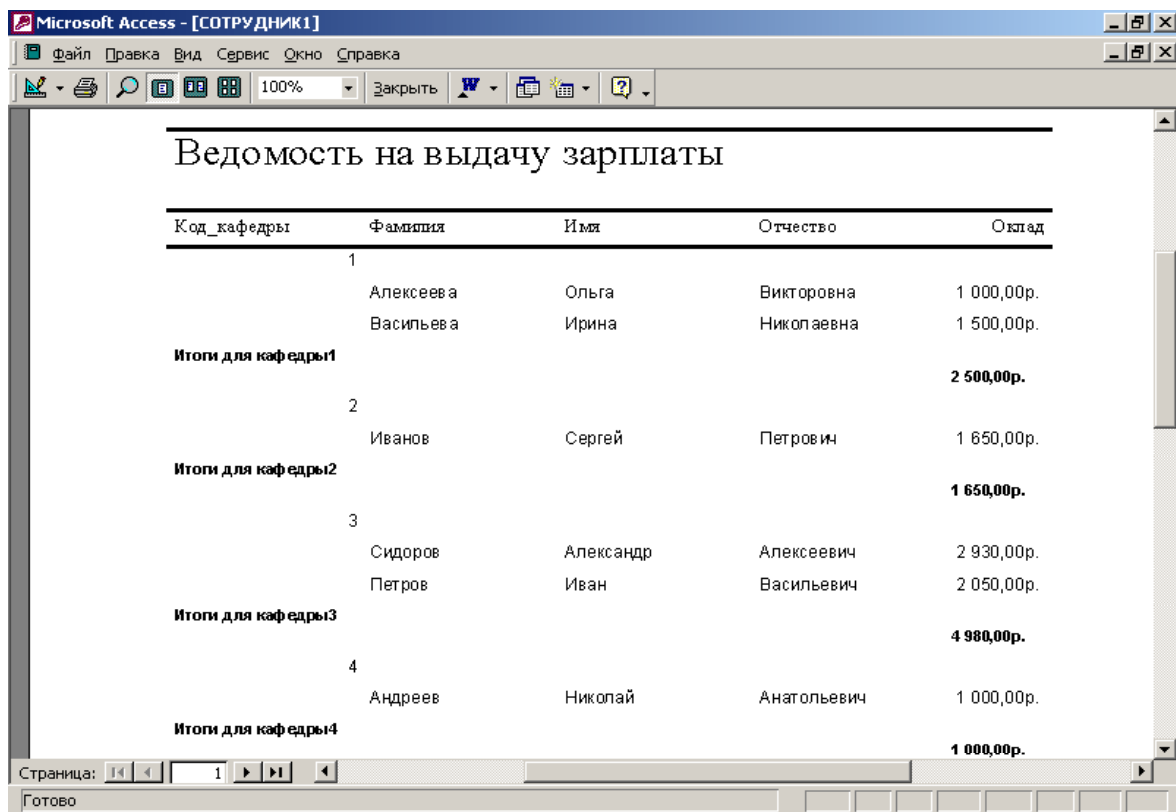 Microsoft Access - [СОТРУДНИК1]
Файл Правка Вид Сервис Окно Справка
100% Закрыть
Ведомость на выдачу зарплаты
Код_кафедры Фамилия Имя Отчество Оклад
1
Алексеева Ольга Викторовна 1 000,00р.
Васильева Ирина Николаевна 1 500,00р.
Итоги для кафедры1
2 500,00р.
2
Иванов Сергей Петрович 1 650,00р.
Итоги для кафедры2
1 650,00р.
3
Сидоров Александр Алексеевич 2 930,00р.
Петров Иван Васильевич 2 050,00р.
Итоги для кафедры3
4 980,00р.
4
Андреев Николай Анатольевич 1 000,00р.
Итоги для кафедры4
1 000,00р.
Страница: 1
Готово